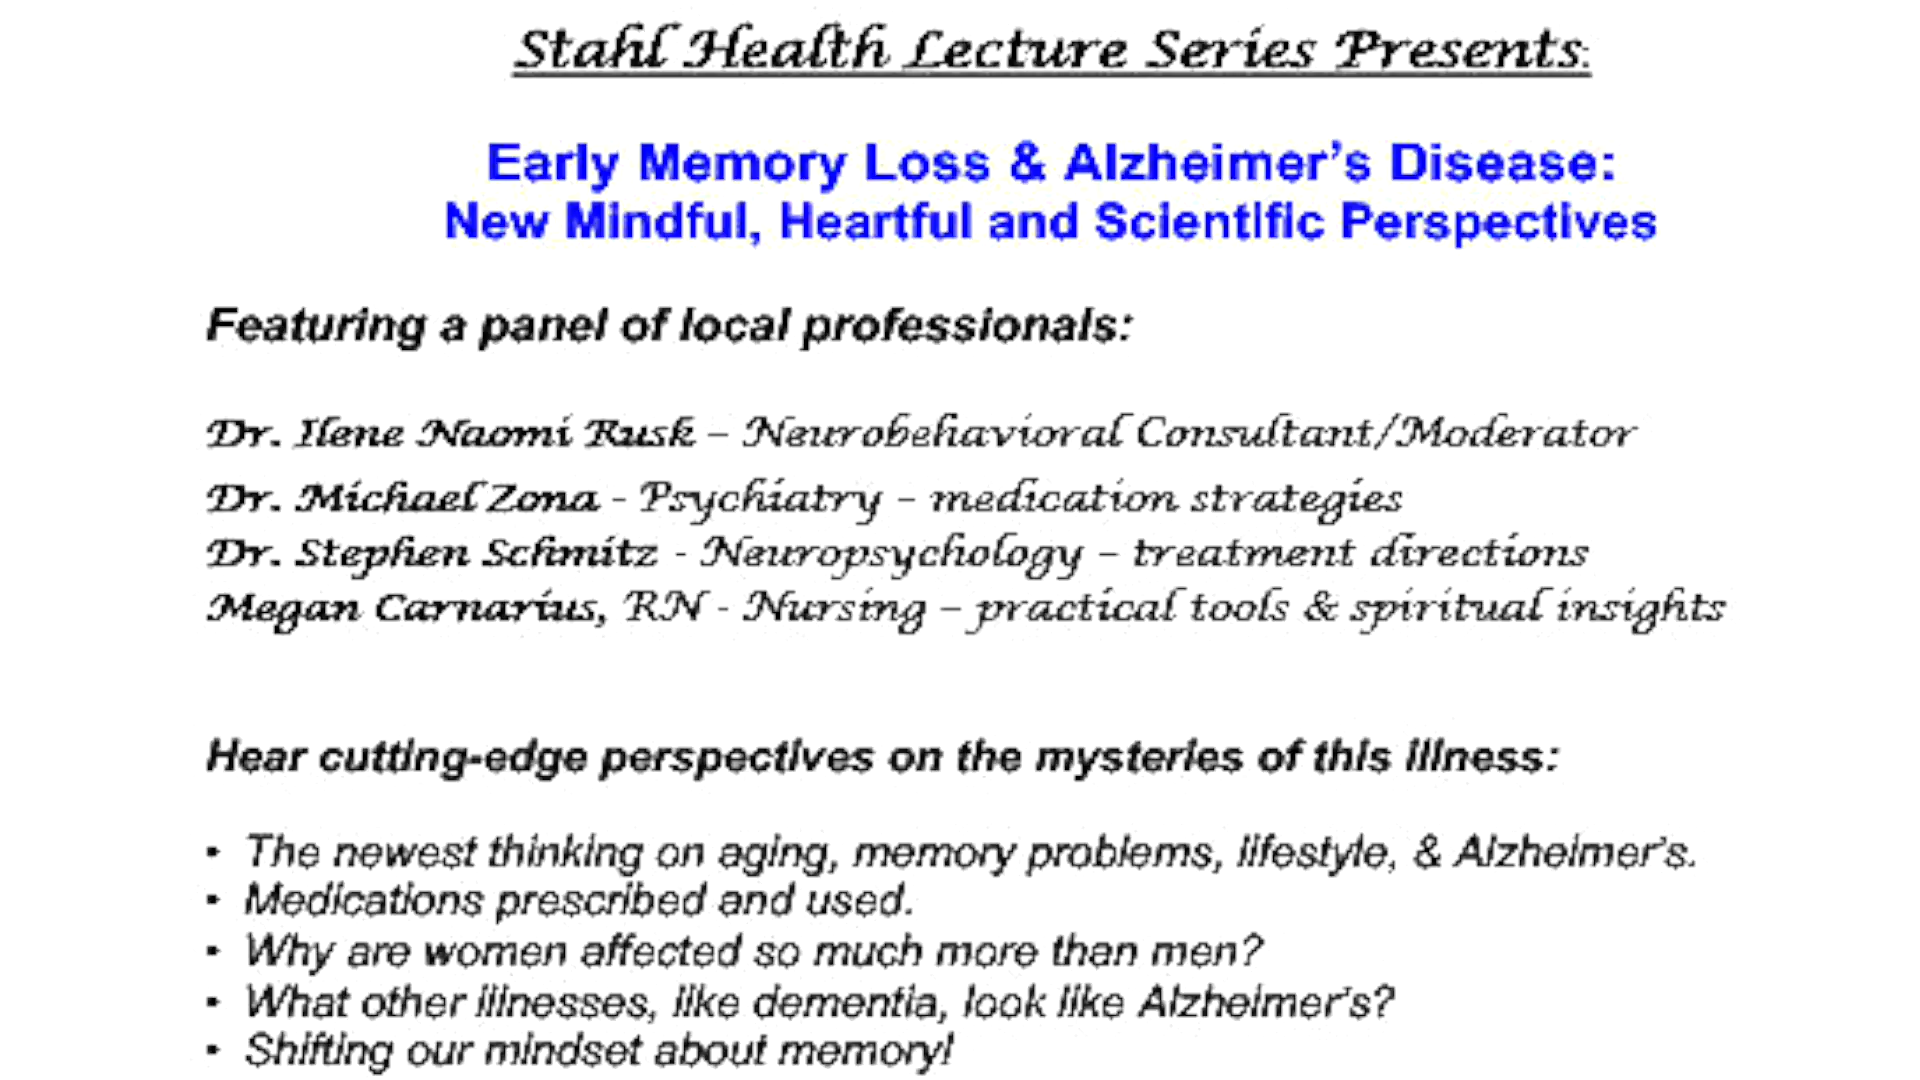 Stahl Health Lecture Series Presents:
Early Memory Loss & Alzheimer's Disease:
New Mindful, Heartful and Scientific Perspectives
Featuring a panel of local professionals:
Dr. Ilene Naomi Rusk – Neurobehavioral Consultant/Moderator
Dr. Michael Zona - Psychiatry – medication strategies
Dr. Stephen Schmitz - Neuropsychology – treatment directions
Megan Carnarius, RN - Nursing – practical tools & spiritual insights
Hear cutting-edge perspectives on the mysteries of this illness:
• The newest thinking on aging, memory problems, lifestyle, & Alzheimer's.
• Medications prescribed and used.
• Why are women affected so much more than men?
• What other illnesses, like dementia, look like Alzheimer's?
• Shifting our mindset about memory!